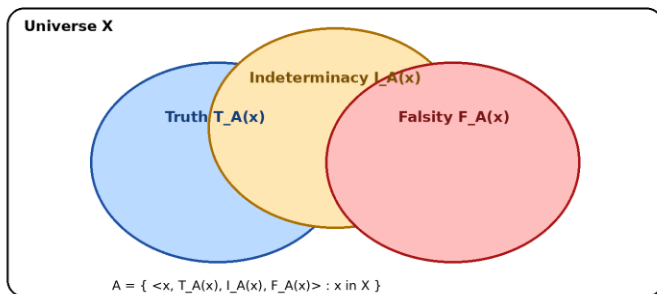 Universe X
Indeterminacy I_A(x)
Truth T_A(x)
Falsity F_A(x)
A = { <x, T_A(x), I_A(x), F_A(x)> : x in X }